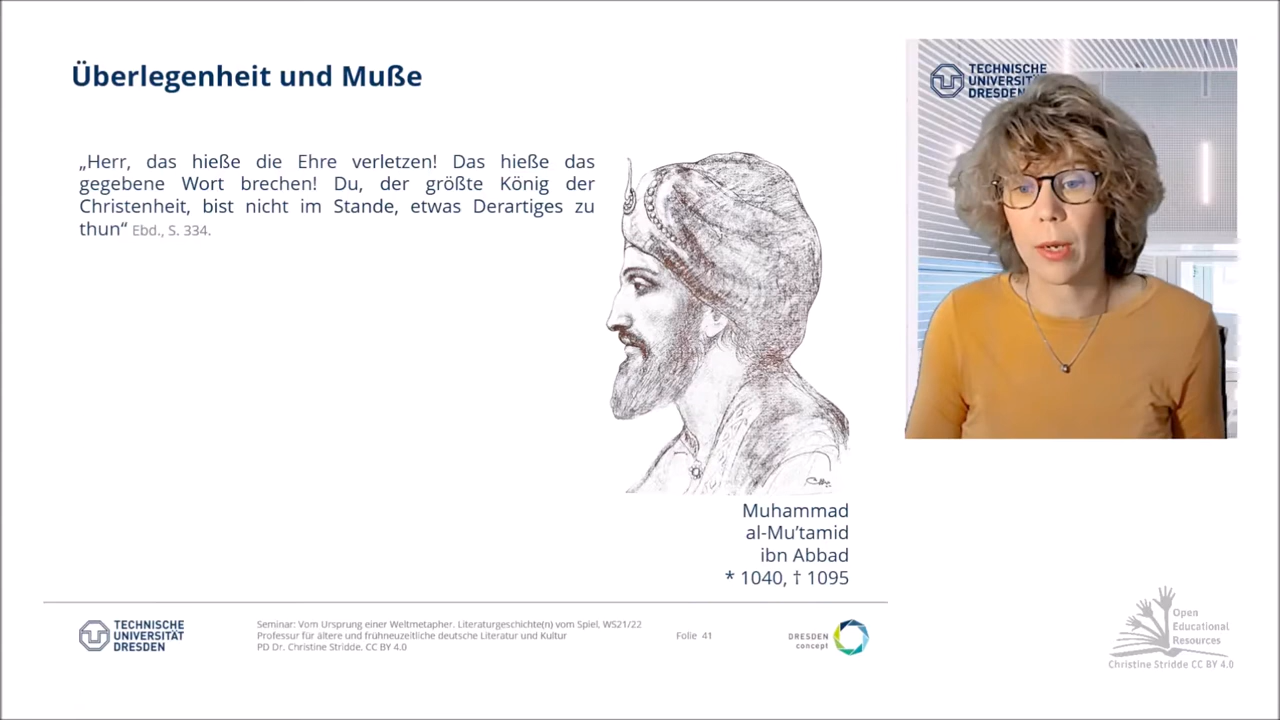 Überlegenheit und Muße
„Herr, das hieße die Ehre verletzen! Das hieße das
gegebene Wort brechen! Du, der größte König der
Christenheit, bist nicht im Stande, etwas Derartiges zu
thun“ Ebd., S. 334.
Muhammad
al-Mu’tamid
ibn Abbad
* 1040, † 1095
TECHNISCHE
UNIVERSITÄT
DRESDEN
Seminar: Vom Ursprung einer Weltmetapher. Literaturgeschichte(n) vom Spiel, WS21/22
Professur für ältere und frühneuzeitliche deutsche Literatur und Kultur
PD Dr. Christine Stridde. CC BY 4.0
Folie 41
DRESDEN
concept
TECHNISCHE
UNIVERSITÄT
DRESDEN
Open
Educational
Resources
Christine Stridde CC BY 4.0